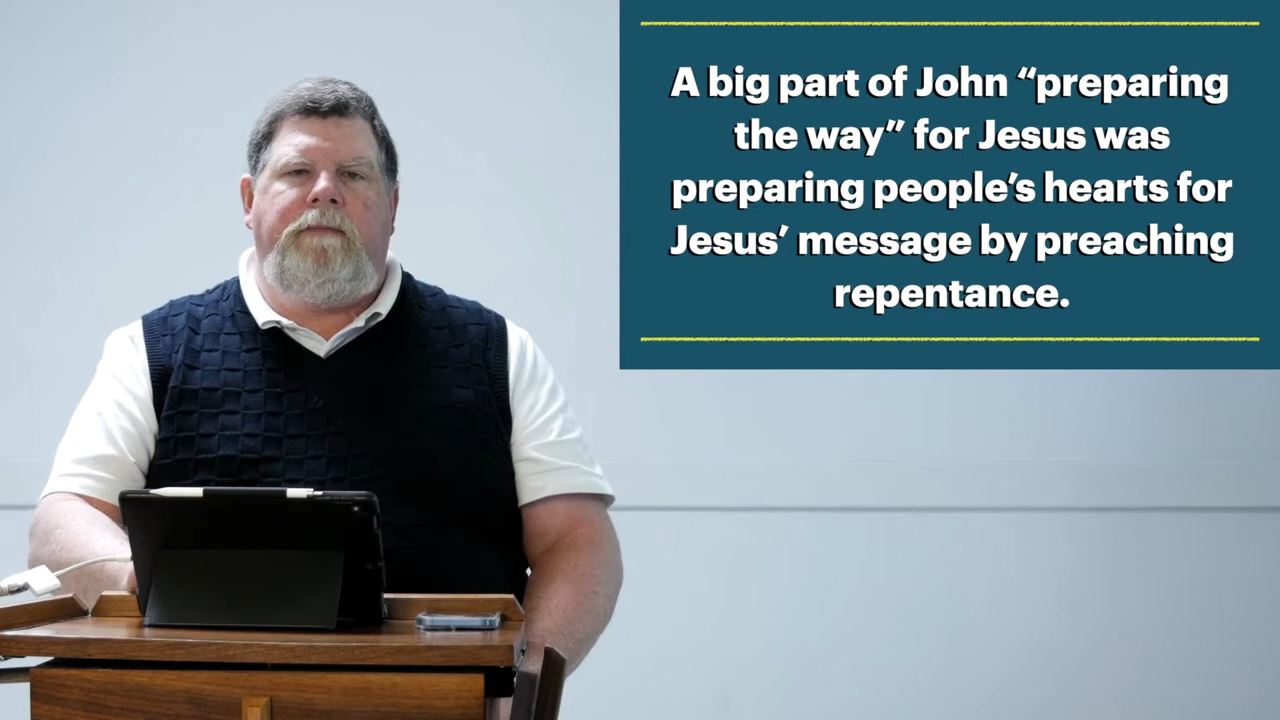 A big part of John “preparing
the way” for Jesus was
preparing people’s hearts for
Jesus’ message by preaching
repentance.